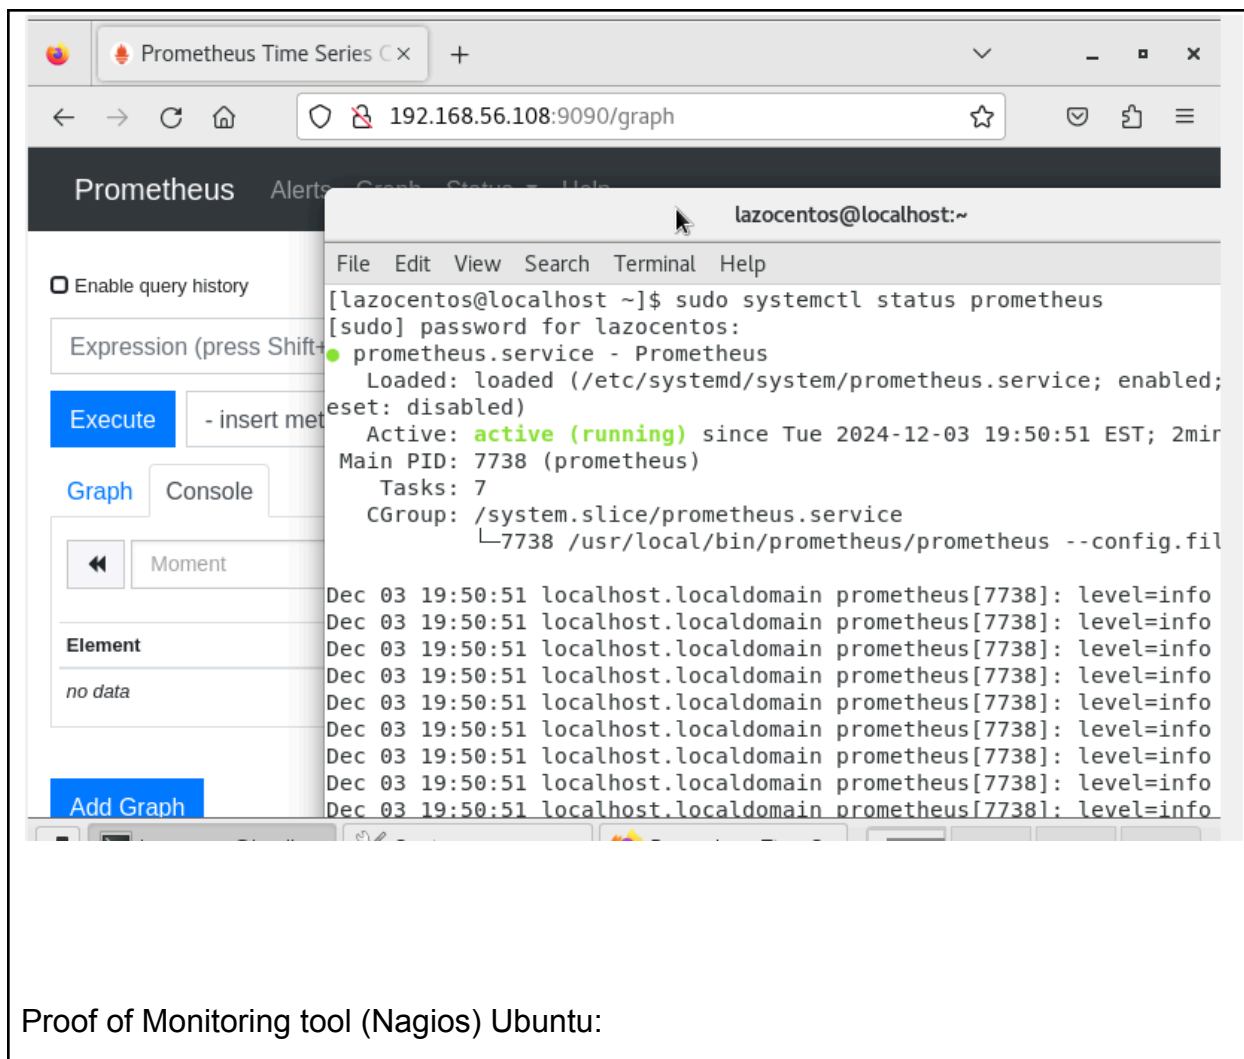 Prometheus Time Series C
192.168.56.108:9090/graph
Prometheus Alerts Graph Status Help
lazocentos@localhost:~
File Edit View Search Terminal Help
Enable query history
Expression (press Shift+
Execute - insert met
Graph Console
Moment
Element
no data
Add Graph
[lazocentos@localhost ~]$ sudo systemctl status prometheus
[sudo] password for lazocentos:
● prometheus.service - Prometheus
Loaded: loaded (/etc/systemd/system/prometheus.service; enabled;
eset: disabled)
Active: active (running) since Tue 2024-12-03 19:50:51 EST; 2min
Main PID: 7738 (prometheus)
Tasks: 7
CGroup: /system.slice/prometheus.service
└─7738 /usr/local/bin/prometheus/prometheus --config.fil
Dec 03 19:50:51 localhost.localdomain prometheus[7738]: level=info
Dec 03 19:50:51 localhost.localdomain prometheus[7738]: level=info
Dec 03 19:50:51 localhost.localdomain prometheus[7738]: level=info
Dec 03 19:50:51 localhost.localdomain prometheus[7738]: level=info
Dec 03 19:50:51 localhost.localdomain prometheus[7738]: level=info
Dec 03 19:50:51 localhost.localdomain prometheus[7738]: level=info
Dec 03 19:50:51 localhost.localdomain prometheus[7738]: level=info
Dec 03 19:50:51 localhost.localdomain prometheus[7738]: level=info
Dec 03 19:50:51 localhost.localdomain prometheus[7738]: level=info
Proof of Monitoring tool (Nagios) Ubuntu: